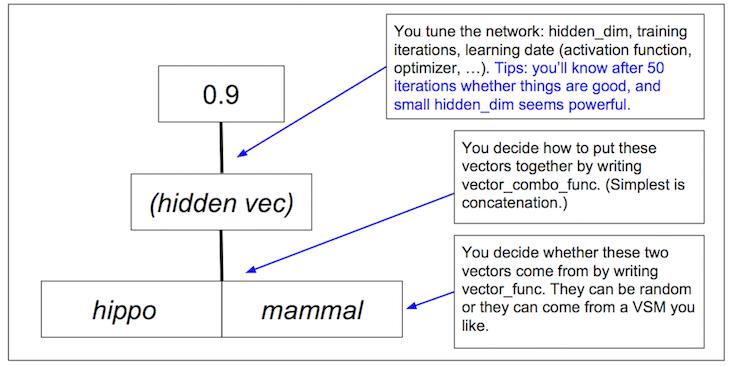 You tune the network: hidden_dim, training
iterations, learning date (activation function,
optimizer, …). Tips: you'll know after 50
iterations whether things are good, and
small hidden_dim seems powerful.
0.9
You decide how to put these
vectors together by writing
vector_combo_func. (Simplest is
concatenation.)
(hidden vec)
You decide whether these two
vectors come from by writing
vector_func. They can be random
or they can come from a VSM you
like.
hippo
mammal